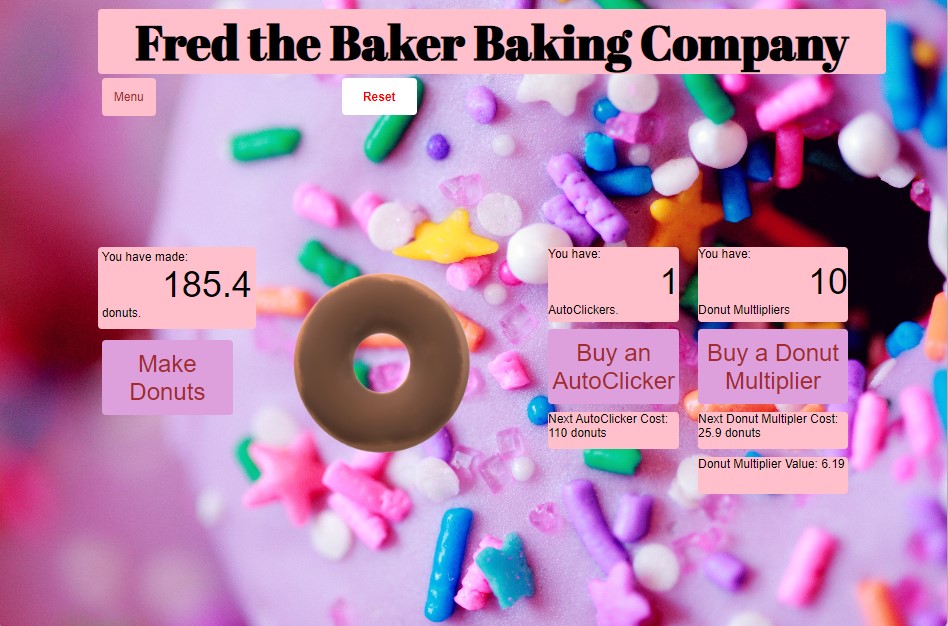 Fred the Baker Baking Company
Menu
Reset
You have made:
185.4
donuts.
Make
Donuts
You have:
1
AutoClickers.
Buy an
AutoClicker
Next AutoClicker Cost:
110 donuts
You have:
10
Donut Multlipliers
Buy a Donut
Multiplier
Next Donut Multipler Cost:
25.9 donuts
Donut Multiplier Value: 6.19